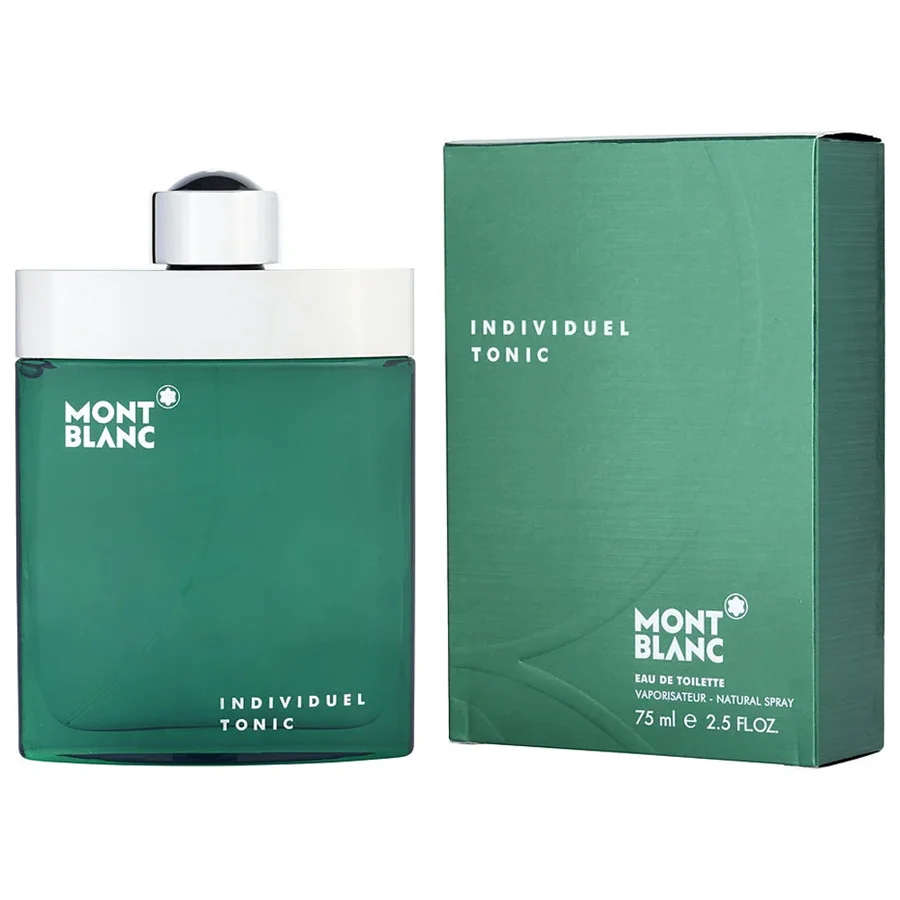 MONT
BLANC
INDIVIDUEL
TONIC
INDIVIDUEL
TONIC
MONT
BLANC
EAU DE TOILETTE
VAPORISATEUR - NATURAL SPRAY
75 ml e 2.5 FL.OZ.